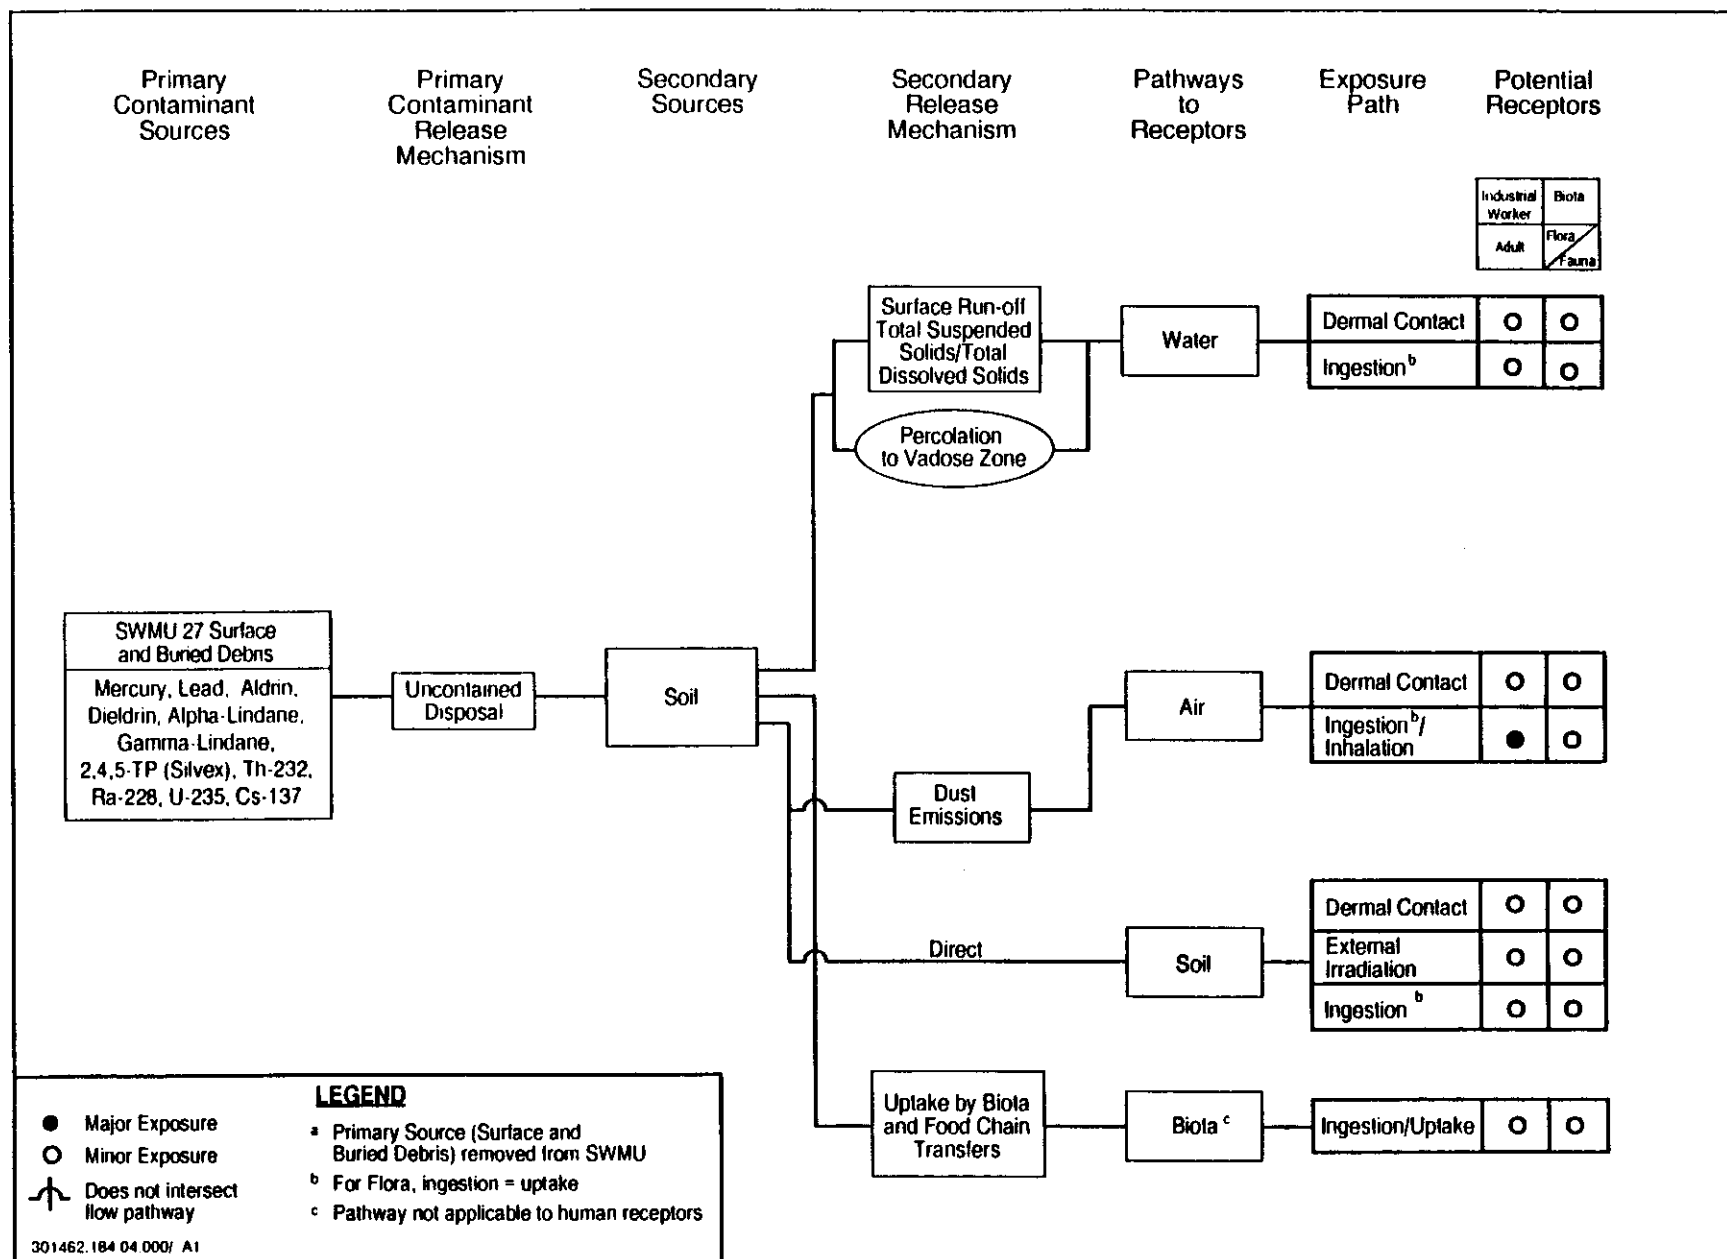 Primary
Contaminant
Sources
Primary
Contaminant
Release
Mechanism
Secondary
Sources
Secondary
Release
Mechanism
Pathways
to
Receptors
Exposure
Path
Potential
Receptors
Industrial
Worker
Biota
Adult
Flora
Fauna
Surface Run-off
Total Suspended
Solids/Total
Dissolved Solids
Water
Dermal Contact
Ingestion b
Percolation
to Vadose Zone
SWMU 27 Surface
and Buried Debris
Mercury, Lead, Aldrin,
Dieldrin, Alpha-Lindane,
Gamma-Lindane,
2,4,5-TP (Silvex), Th-232,
Ra-228, U-235, Cs-137
Uncontained
Disposal
Soil
Air
Dermal Contact
Ingestion b/
Inhalation
Dust
Emissions
Direct
Soil
Dermal Contact
External
Irradiation
Ingestion b
Uptake by Biota
and Food Chain
Transfers
Biota c
Ingestion/Uptake
LEGEND
Major Exposure
Minor Exposure
Does not intersect
flow pathway
a Primary Source (Surface and
Buried Debris) removed from SWMU
b For Flora, ingestion = uptake
c Pathway not applicable to human receptors
301462.184 04.000/ A1